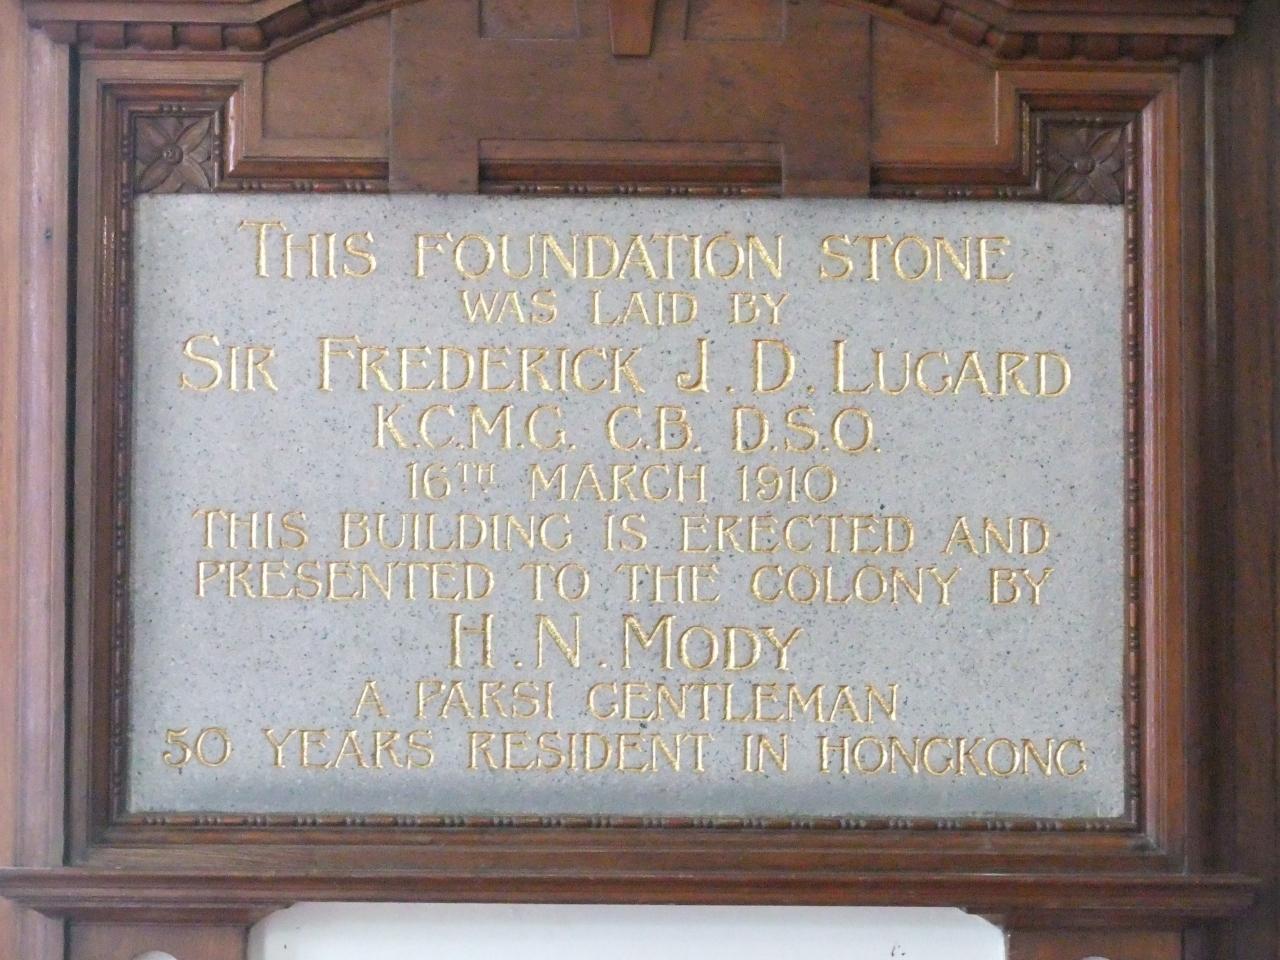 THIS FOUNDATION STONE
WAS LAID BY
SIR FREDERICK J. D. LUGARD
K.C.M.G. C.B. D.S.O.
16TH MARCH 1910
THIS BUILDING IS ERECTED AND
PRESENTED TO THE COLONY BY
H. N. MODY
A PARSI GENTLEMAN
50 YEARS RESIDENT IN HONGKONG